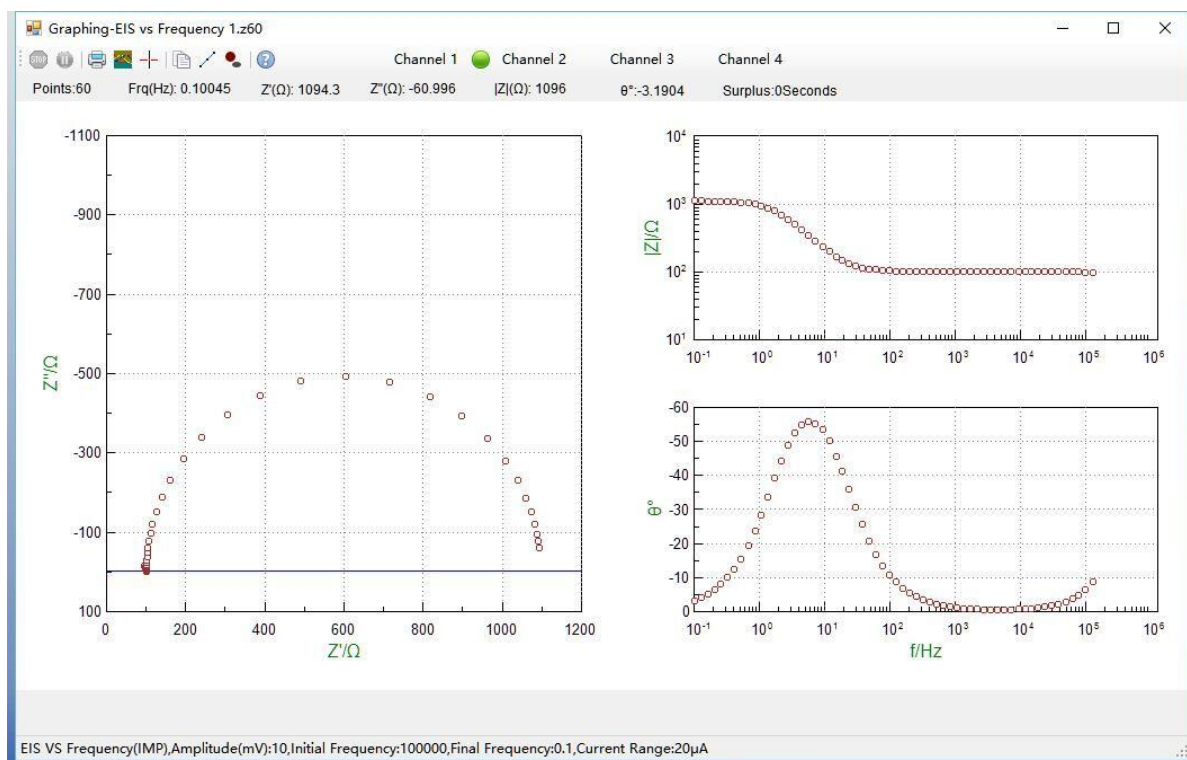 Graphing-EIS vs Frequency 1.z60
STOP Channel 1 Channel 2 Channel 3 Channel 4
Points:60 Frq(Hz): 0.10045 Z'(Ω): 1094.3 Z"(Ω): -60.996 |Z|(Ω): 1096 θ°:-3.1904 Surplus:0Seconds
-1100
-900
-700
-500
-300
-100
100
Z"/Ω
0 200 400 600 800 1000 1200
Z'/Ω
10⁴
10³
10²
10¹
|Z|/Ω
10⁻¹ 10⁰ 10¹ 10² 10³ 10⁴ 10⁵ 10⁶
-60
-50
-40
-30
-20
-10
0
θ°
10⁻¹ 10⁰ 10¹ 10² 10³ 10⁴ 10⁵ 10⁶
f/Hz
EIS VS Frequency(IMP),Amplitude(mV):10,Initial Frequency:100000,Final Frequency:0.1,Current Range:20μA